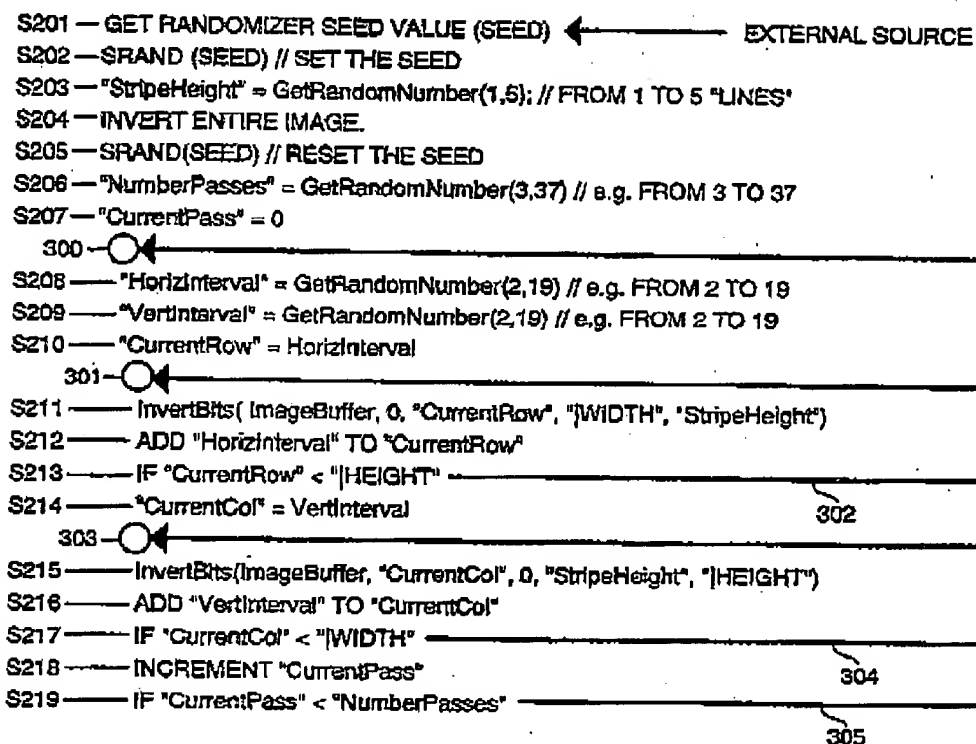 S201 — GET RANDOMIZER SEED VALUE (SEED) EXTERNAL SOURCE
S202 — SRAND (SEED) // SET THE SEED
S203 — "StripeHeight" = GetRandomNumber(1,6); // FROM 1 TO 5 "LINES"
S204 — INVERT ENTIRE IMAGE.
S205 — SRAND(SEED) // RESET THE SEED
S206 — "NumberPasses" = GetRandomNumber(3,37) // e.g. FROM 3 TO 37
S207 — "CurrentPass" = 0
300
S208 — "HorizInterval" = GetRandomNumber(2,19) // e.g. FROM 2 TO 19
S209 — "VertInterval" = GetRandomNumber(2,19) // e.g. FROM 2 TO 19
S210 — "CurrentRow" = HorizInterval
301
S211 — InvertBits( ImageBuffer, 0, "CurrentRow", "|WIDTH", "StripeHeight")
S212 — ADD "HorizInterval" TO "CurrentRow"
S213 — IF "CurrentRow" < "|HEIGHT"
302
S214 — "CurrentCol" = VertInterval
303
S215 — InvertBits(ImageBuffer, "CurrentCol", 0, "StripeHeight", "|HEIGHT")
S216 — ADD "VertInterval" TO "CurrentCol"
S217 — IF "CurrentCol" < "|WIDTH"
304
S218 — INCREMENT "CurrentPass"
S219 — IF "CurrentPass" < "NumberPasses"
305